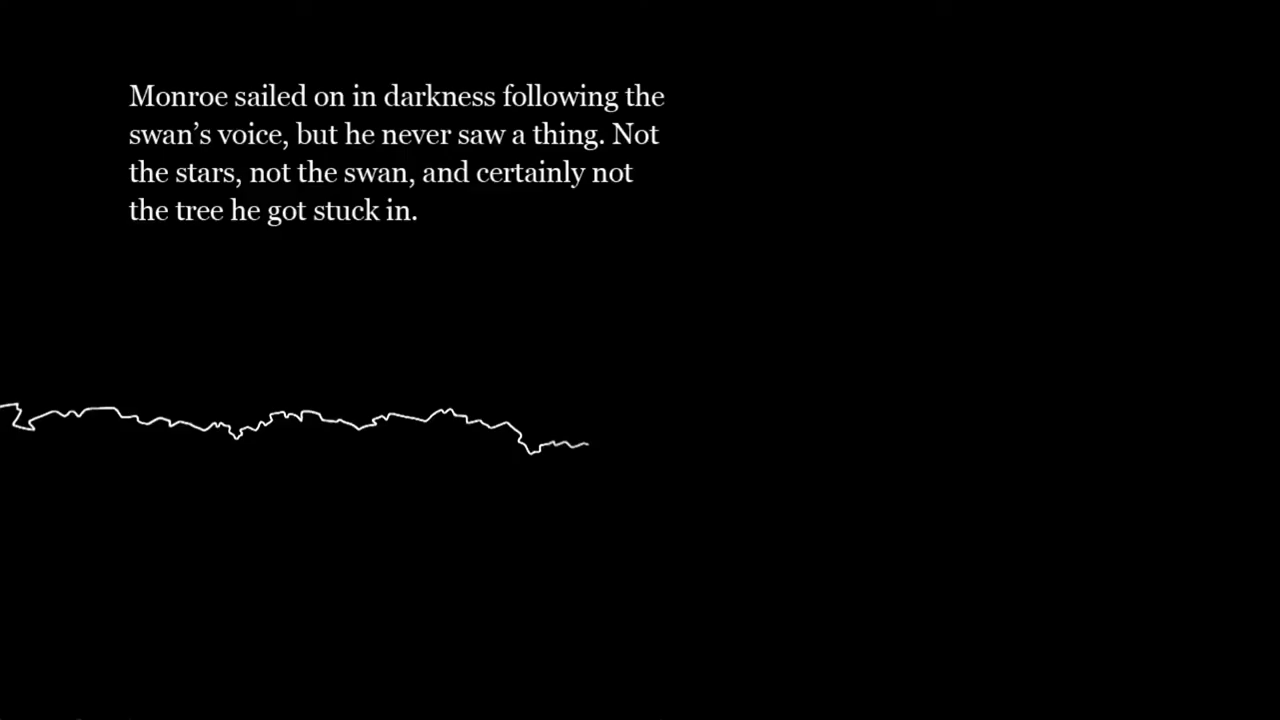 Monroe sailed on in darkness following the
swan’s voice, but he never saw a thing. Not
the stars, not the swan, and certainly not
the tree he got stuck in.